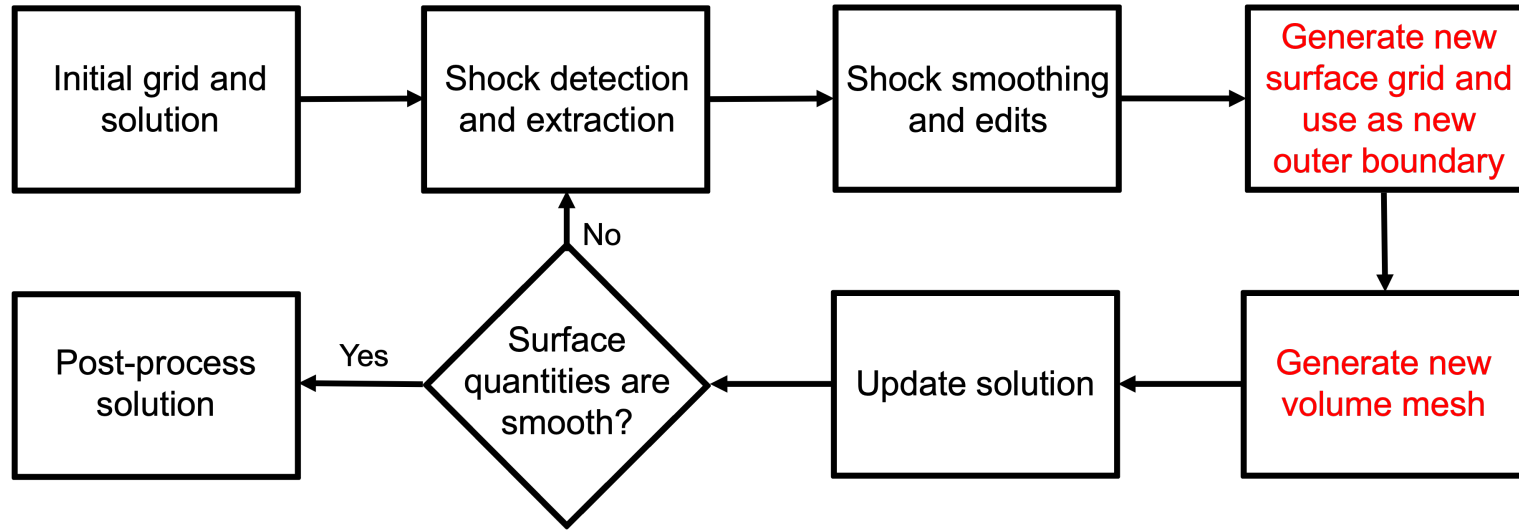 Initial grid and
solution
Shock detection
and extraction
Shock smoothing
and edits
Generate new
surface grid and
use as new
outer boundary
Generate new
volume mesh
Update solution
Surface
quantities are
smooth?
No
Yes
Post-process
solution